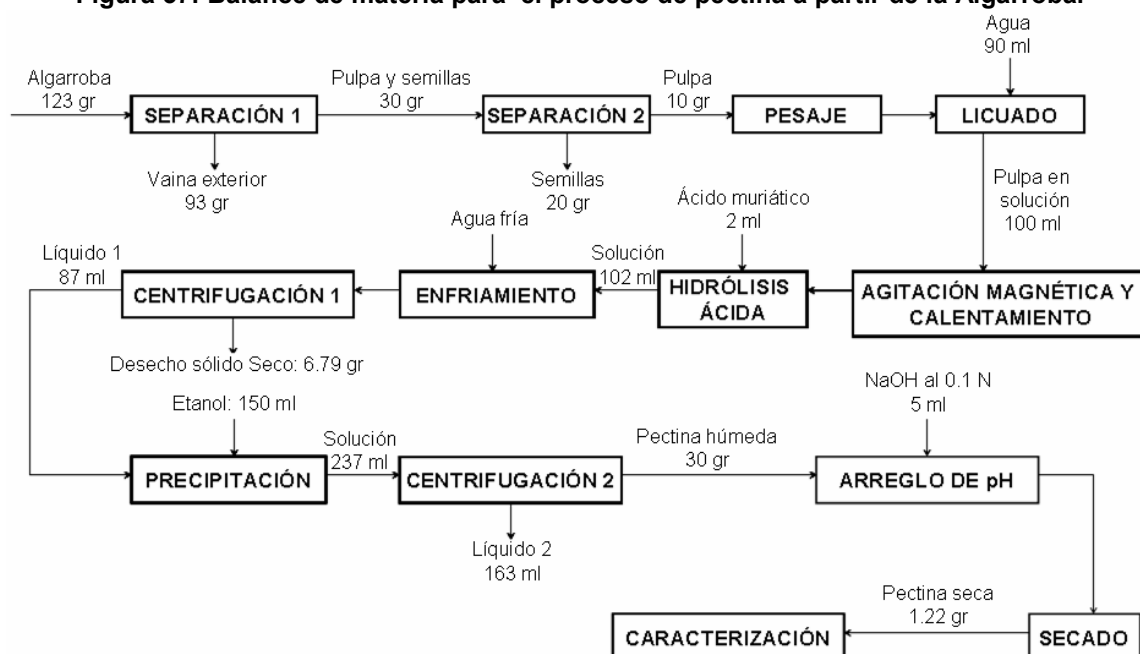 Figura 3.4 Balance de materia para el proceso de pectina a partir de la Algarroba.
Agua
90 ml
Algarroba
123 gr
Pulpa y semillas
30 gr
Pulpa
10 gr
SEPARACIÓN 1
SEPARACIÓN 2
PESAJE
LICUADO
Vaina exterior
93 gr
Semillas
20 gr
Pulpa en
solución
100 ml
Ácido muriático
2 ml
Agua fría
Solución
102 ml
Líquido 1
87 ml
CENTRIFUGACIÓN 1
ENFRIAMIENTO
HIDRÓLISIS
ÁCIDA
AGITACIÓN MAGNÉTICA Y
CALENTAMIENTO
Desecho sólido Seco: 6.79 gr
Etanol: 150 ml
NaOH al 0.1 N
5 ml
Solución
237 ml
Pectina húmeda
30 gr
PRECIPITACIÓN
CENTRIFUGACIÓN 2
ARREGLO DE pH
Líquido 2
163 ml
Pectina seca
1.22 gr
CARACTERIZACIÓN
SECADO